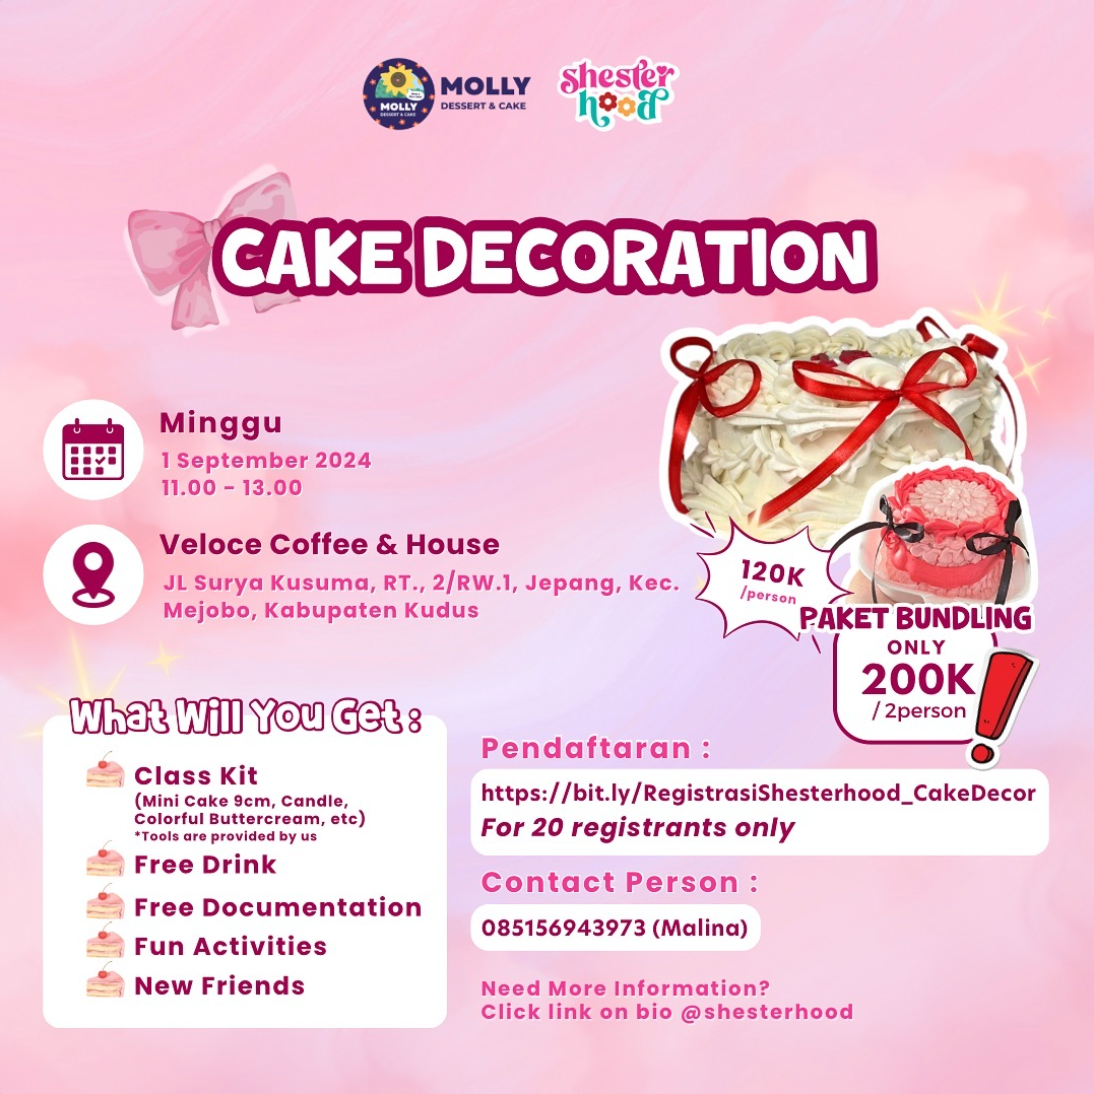 MOLLY
DESSERT & CAKE
MOLLY
DESSERT & CAKE
shester
hood
CAKE DECORATION
Minggu
1 September 2024
11.00 - 13.00
Veloce Coffee & House
JL Surya Kusuma, RT., 2/RW.1, Jepang, Kec.
Mejobo, Kabupaten Kudus
120K
/person
PAKET BUNDLING
ONLY
200K
/ 2person
What Will You Get :
Class Kit
(Mini Cake 9cm, Candle,
Colorful Buttercream, etc)
*Tools are provided by us
Free Drink
Free Documentation
Fun Activities
New Friends
Pendaftaran :
https://bit.ly/RegistrasiShesterhood_CakeDecor
For 20 registrants only
Contact Person :
085156943973 (Malina)
Need More Information?
Click link on bio @shesterhood